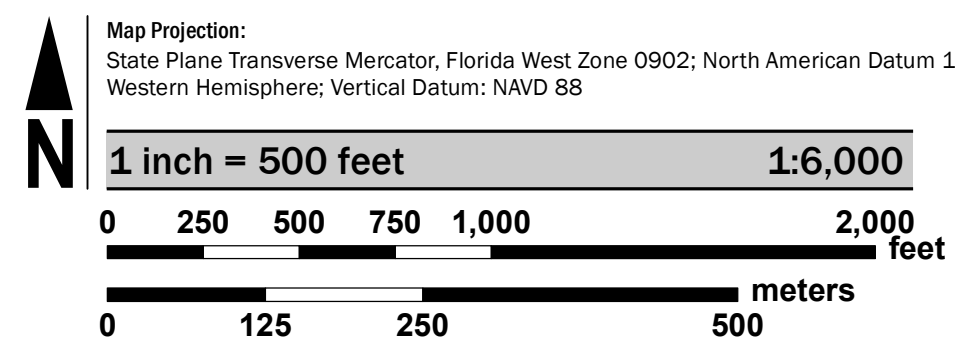 Map Projection:
State Plane Transverse Mercator, Florida West Zone 0902; North American Datum 1
Western Hemisphere; Vertical Datum: NAVD 88
N
1 inch = 500 feet 1:6,000
0 250 500 750 1,000 2,000
feet
meters
0 125 250 500